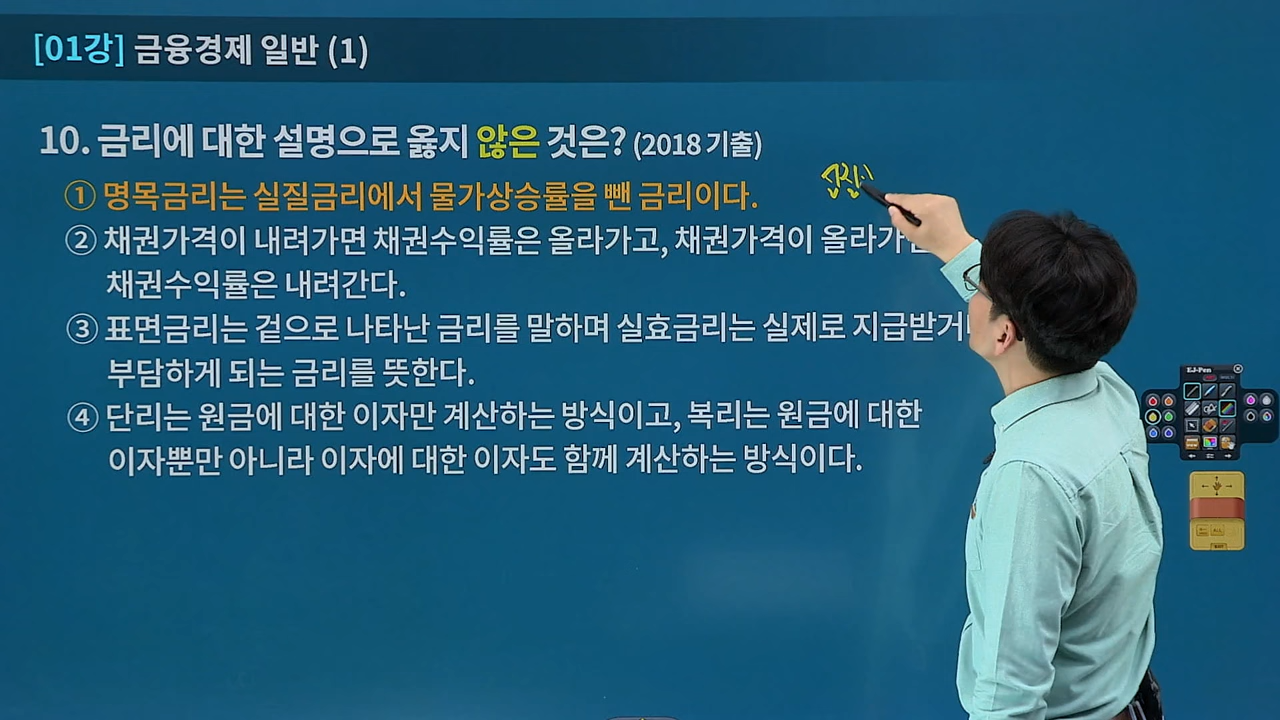 [01강] 금융경제 일반 (1)
10. 금리에 대한 설명으로 옳지 않은 것은? (2018 기출)
① 명목금리는 실질금리에서 물가상승률을 뺀 금리이다.
② 채권가격이 내려가면 채권수익률은 올라가고, 채권가격이
채권수익률은 내려간다.
③ 표면금리는 겉으로 나타난 금리를 말하며 실효금리는 실제로
부담하게 되는 금리를 뜻한다.
④ 단리는 원금에 대한 이자만 계산하는 방식이고, 복리는 원금에 대한
이자뿐만 아니라 이자에 대한 이자도 함께 계산하는 방식이다.
EJ-Pen